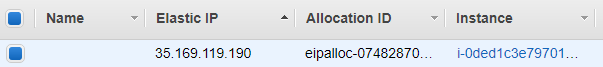 Name Elastic IP Allocation ID Instance
35.169.119.190 eipalloc-07482870... i-0ded1c3e79701...